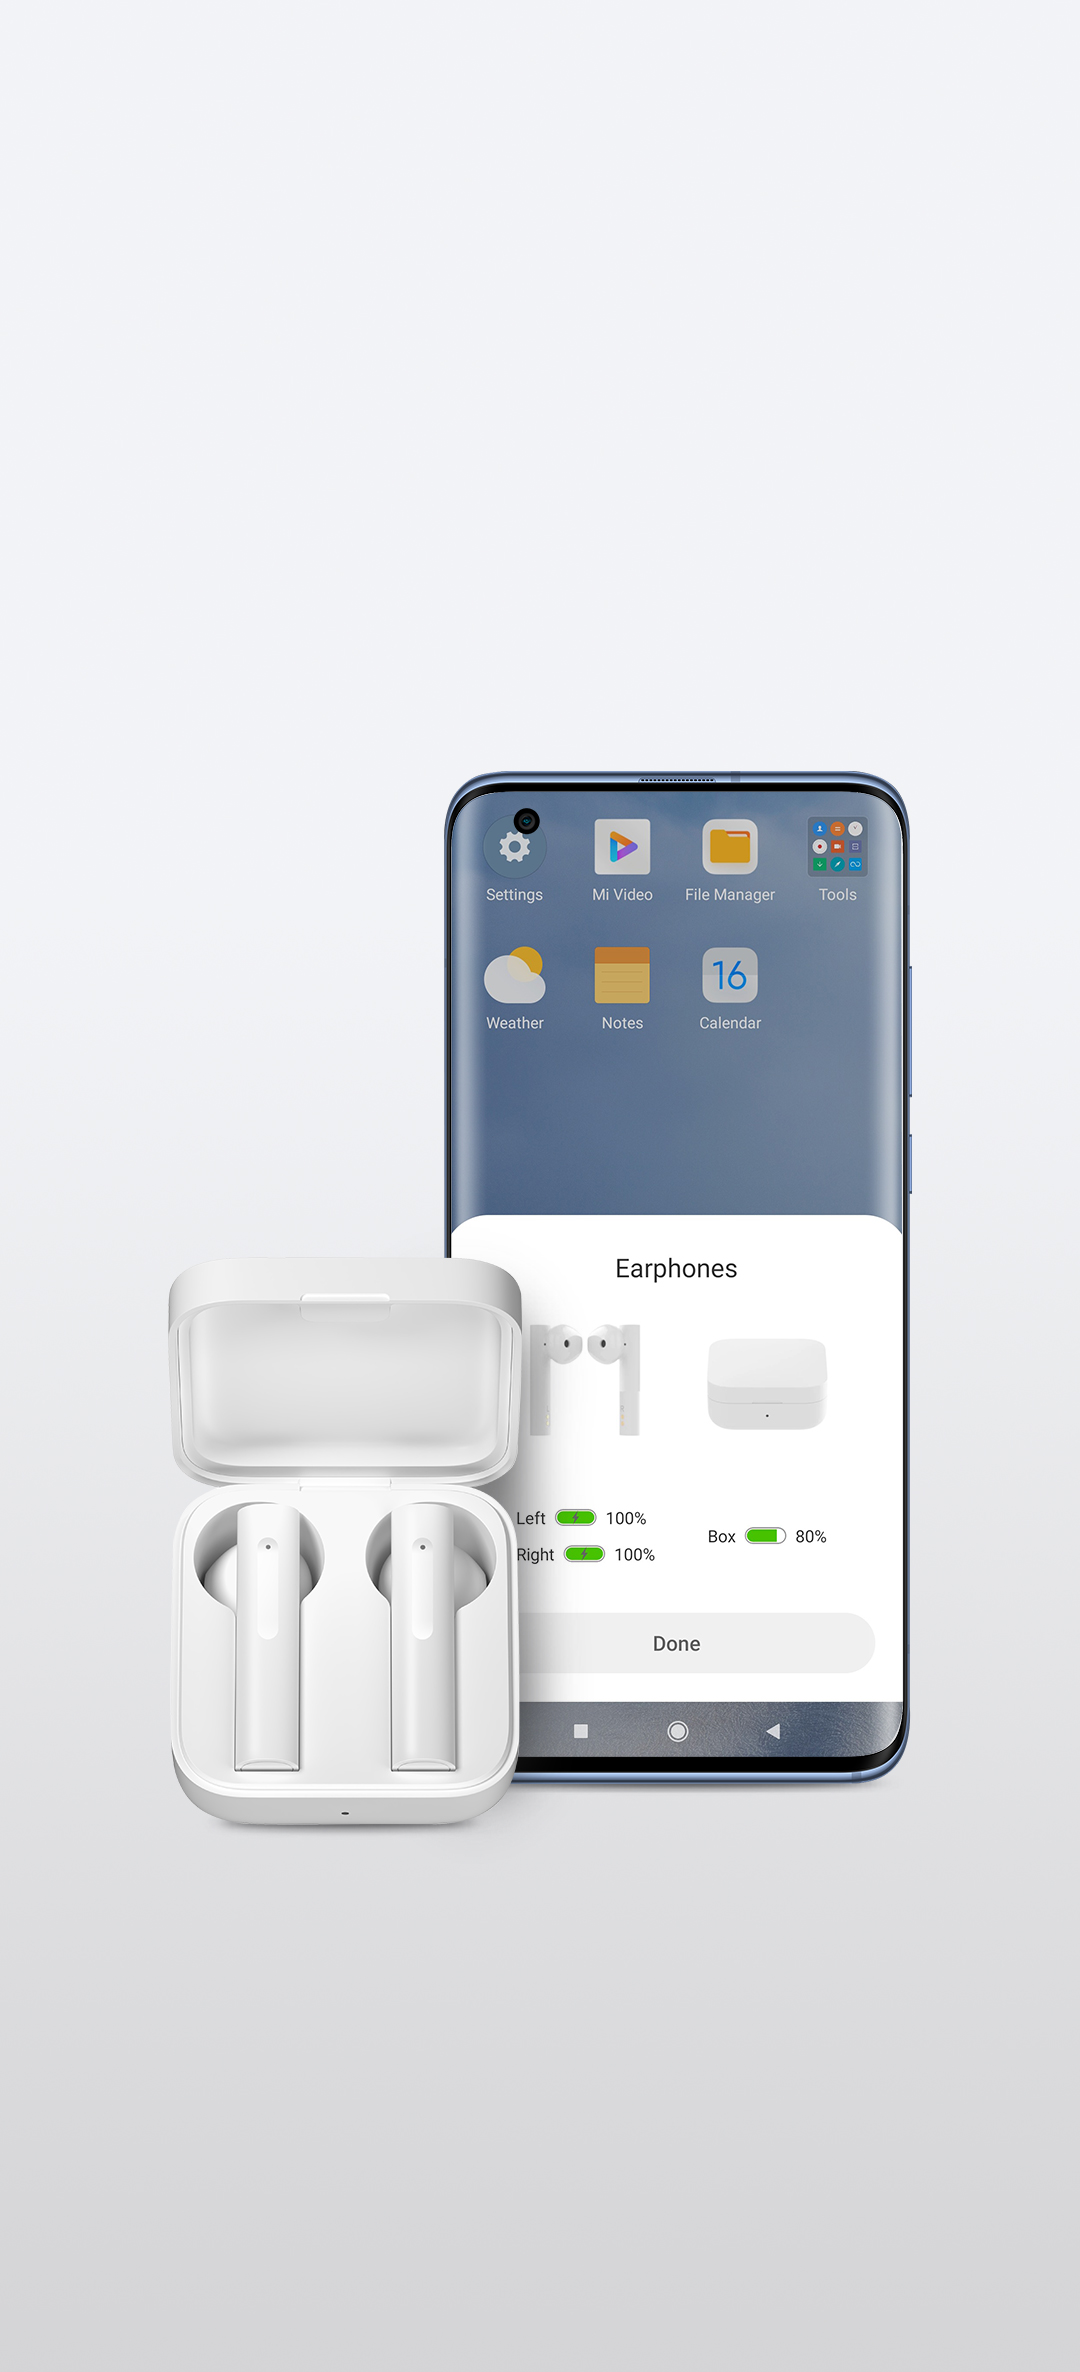 Settings
Mi Video
File Manager
Tools
Weather
Notes
16
Calendar
Earphones
Left 100%
Right 100%
Box 80%
Done